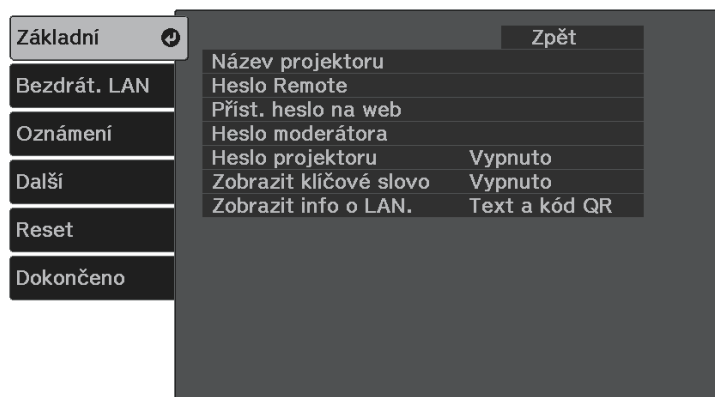 Základní
Bezdrát. LAN
Oznámení
Další
Reset
Dokončeno
Zpět
Název projektoru
Heslo Remote
Příst. heslo na web
Heslo moderátora
Heslo projektoru Vypnuto
Zobrazit klíčové slovo Vypnuto
Zobrazit info o LAN. Text a kód QR